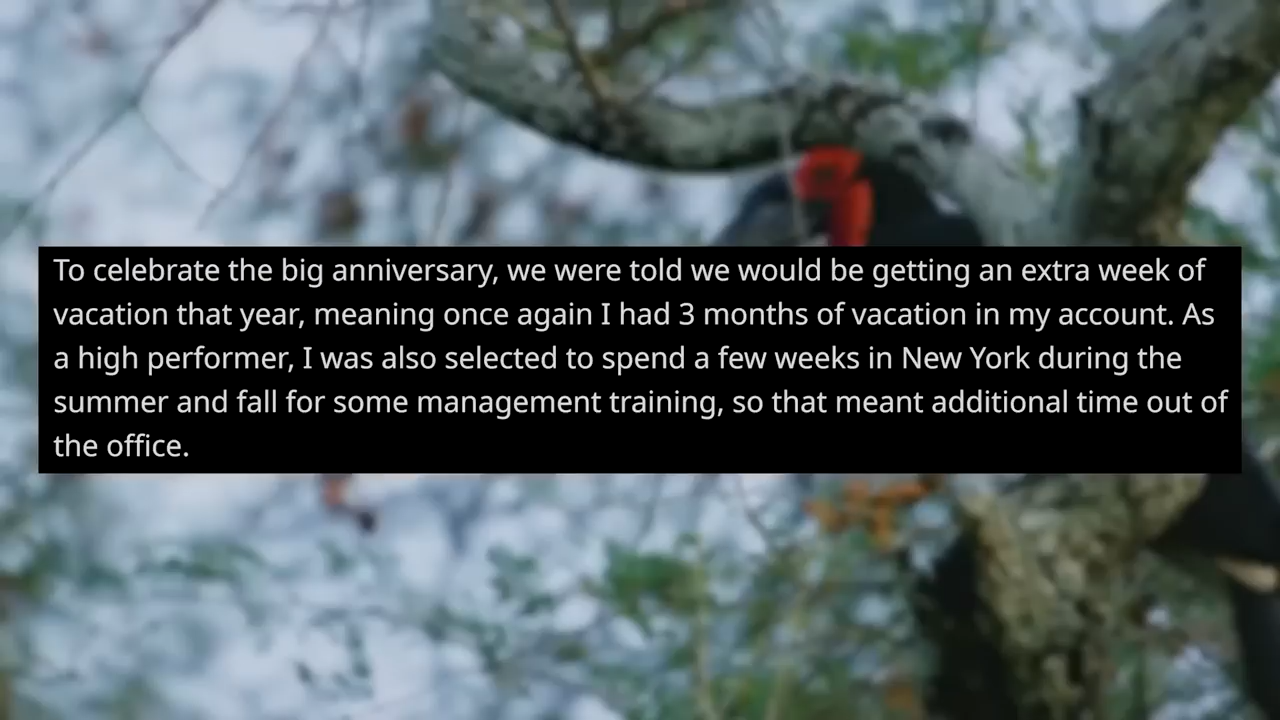 To celebrate the big anniversary, we were told we would be getting an extra week of
vacation that year, meaning once again I had 3 months of vacation in my account. As
a high performer, I was also selected to spend a few weeks in New York during the
summer and fall for some management training, so that meant additional time out of
the office.